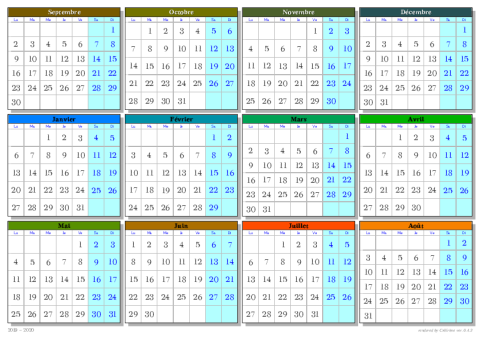 Septembre
Lu Ma Me Je Ve Sa Di
1
2 3 4 5 6 7 8
9 10 11 12 13 14 15
16 17 18 19 20 21 22
23 24 25 26 27 28 29
30
Octobre
Lu Ma Me Je Ve Sa Di
1 2 3 4 5 6
7 8 9 10 11 12 13
14 15 16 17 18 19 20
21 22 23 24 25 26 27
28 29 30 31
Novembre
Lu Ma Me Je Ve Sa Di
1 2 3
4 5 6 7 8 9 10
11 12 13 14 15 16 17
18 19 20 21 22 23 24
25 26 27 28 29 30
Décembre
Lu Ma Me Je Ve Sa Di
1
2 3 4 5 6 7 8
9 10 11 12 13 14 15
16 17 18 19 20 21 22
23 24 25 26 27 28 29
30 31
Janvier
Lu Ma Me Je Ve Sa Di
1 2 3 4 5
6 7 8 9 10 11 12
13 14 15 16 17 18 19
20 21 22 23 24 25 26
27 28 29 30 31
Février
Lu Ma Me Je Ve Sa Di
1 2
3 4 5 6 7 8 9
10 11 12 13 14 15 16
17 18 19 20 21 22 23
24 25 26 27 28 29
Mars
Lu Ma Me Je Ve Sa Di
1
2 3 4 5 6 7 8
9 10 11 12 13 14 15
16 17 18 19 20 21 22
23 24 25 26 27 28 29
30 31
Avril
Lu Ma Me Je Ve Sa Di
1 2 3 4 5
6 7 8 9 10 11 12
13 14 15 16 17 18 19
20 21 22 23 24 25 26
27 28 29 30
Mai
Lu Ma Me Je Ve Sa Di
1 2 3
4 5 6 7 8 9 10
11 12 13 14 15 16 17
18 19 20 21 22 23 24
25 26 27 28 29 30 31
Juin
Lu Ma Me Je Ve Sa Di
1 2 3 4 5 6 7
8 9 10 11 12 13 14
15 16 17 18 19 20 21
22 23 24 25 26 27 28
29 30
Juillet
Lu Ma Me Je Ve Sa Di
1 2 3 4 5
6 7 8 9 10 11 12
13 14 15 16 17 18 19
20 21 22 23 24 25 26
27 28 29 30 31
Août
Lu Ma Me Je Ve Sa Di
1 2
3 4 5 6 7 8 9
10 11 12 13 14 15 16
17 18 19 20 21 22 23
24 25 26 27 28 29 30
31
2019 - 2020